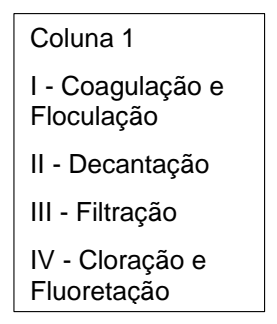 Coluna 1
I - Coagulação e
Floculação
II - Decantação
III - Filtração
IV - Cloração e
Fluoretação